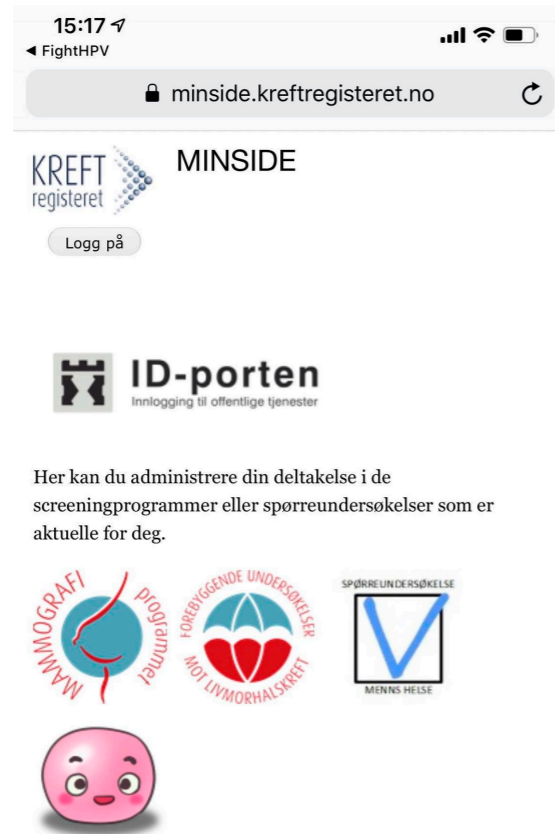 15:17
◀ FightHPV
minside.kreftregisteret.no
KREFT
registeret
MINSIDE
Logg på
ID-porten
Innlogging til offentlige tjenester
Her kan du administrere din deltakelse i de
screeningprogrammer eller spørreundersøkelser som er
aktuelle for deg.
MAMMOGRAFI
programmet
FOREBYGGENDE UNDERSØKELSER
MOT LIVMORHALSKREFT
SPØRREUNDERSØKELSE
MENNS HELSE